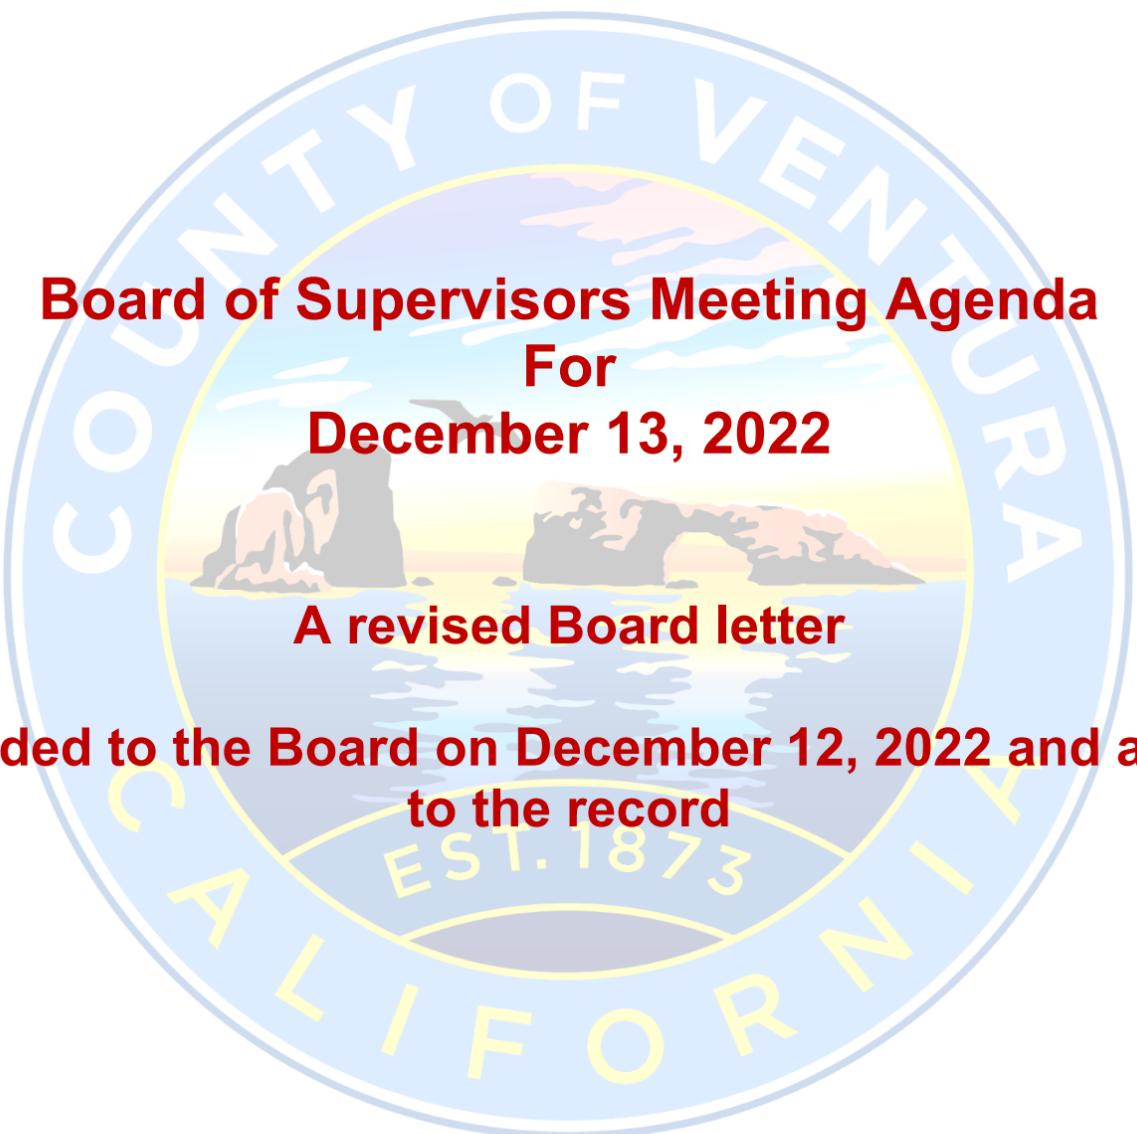 COUNTY OF VENTURA
Board of Supervisors Meeting Agenda
For
December 13, 2022
A revised Board letter
ded to the Board on December 12, 2022 and a
to the record
EST. 1873
CALIFORNIA